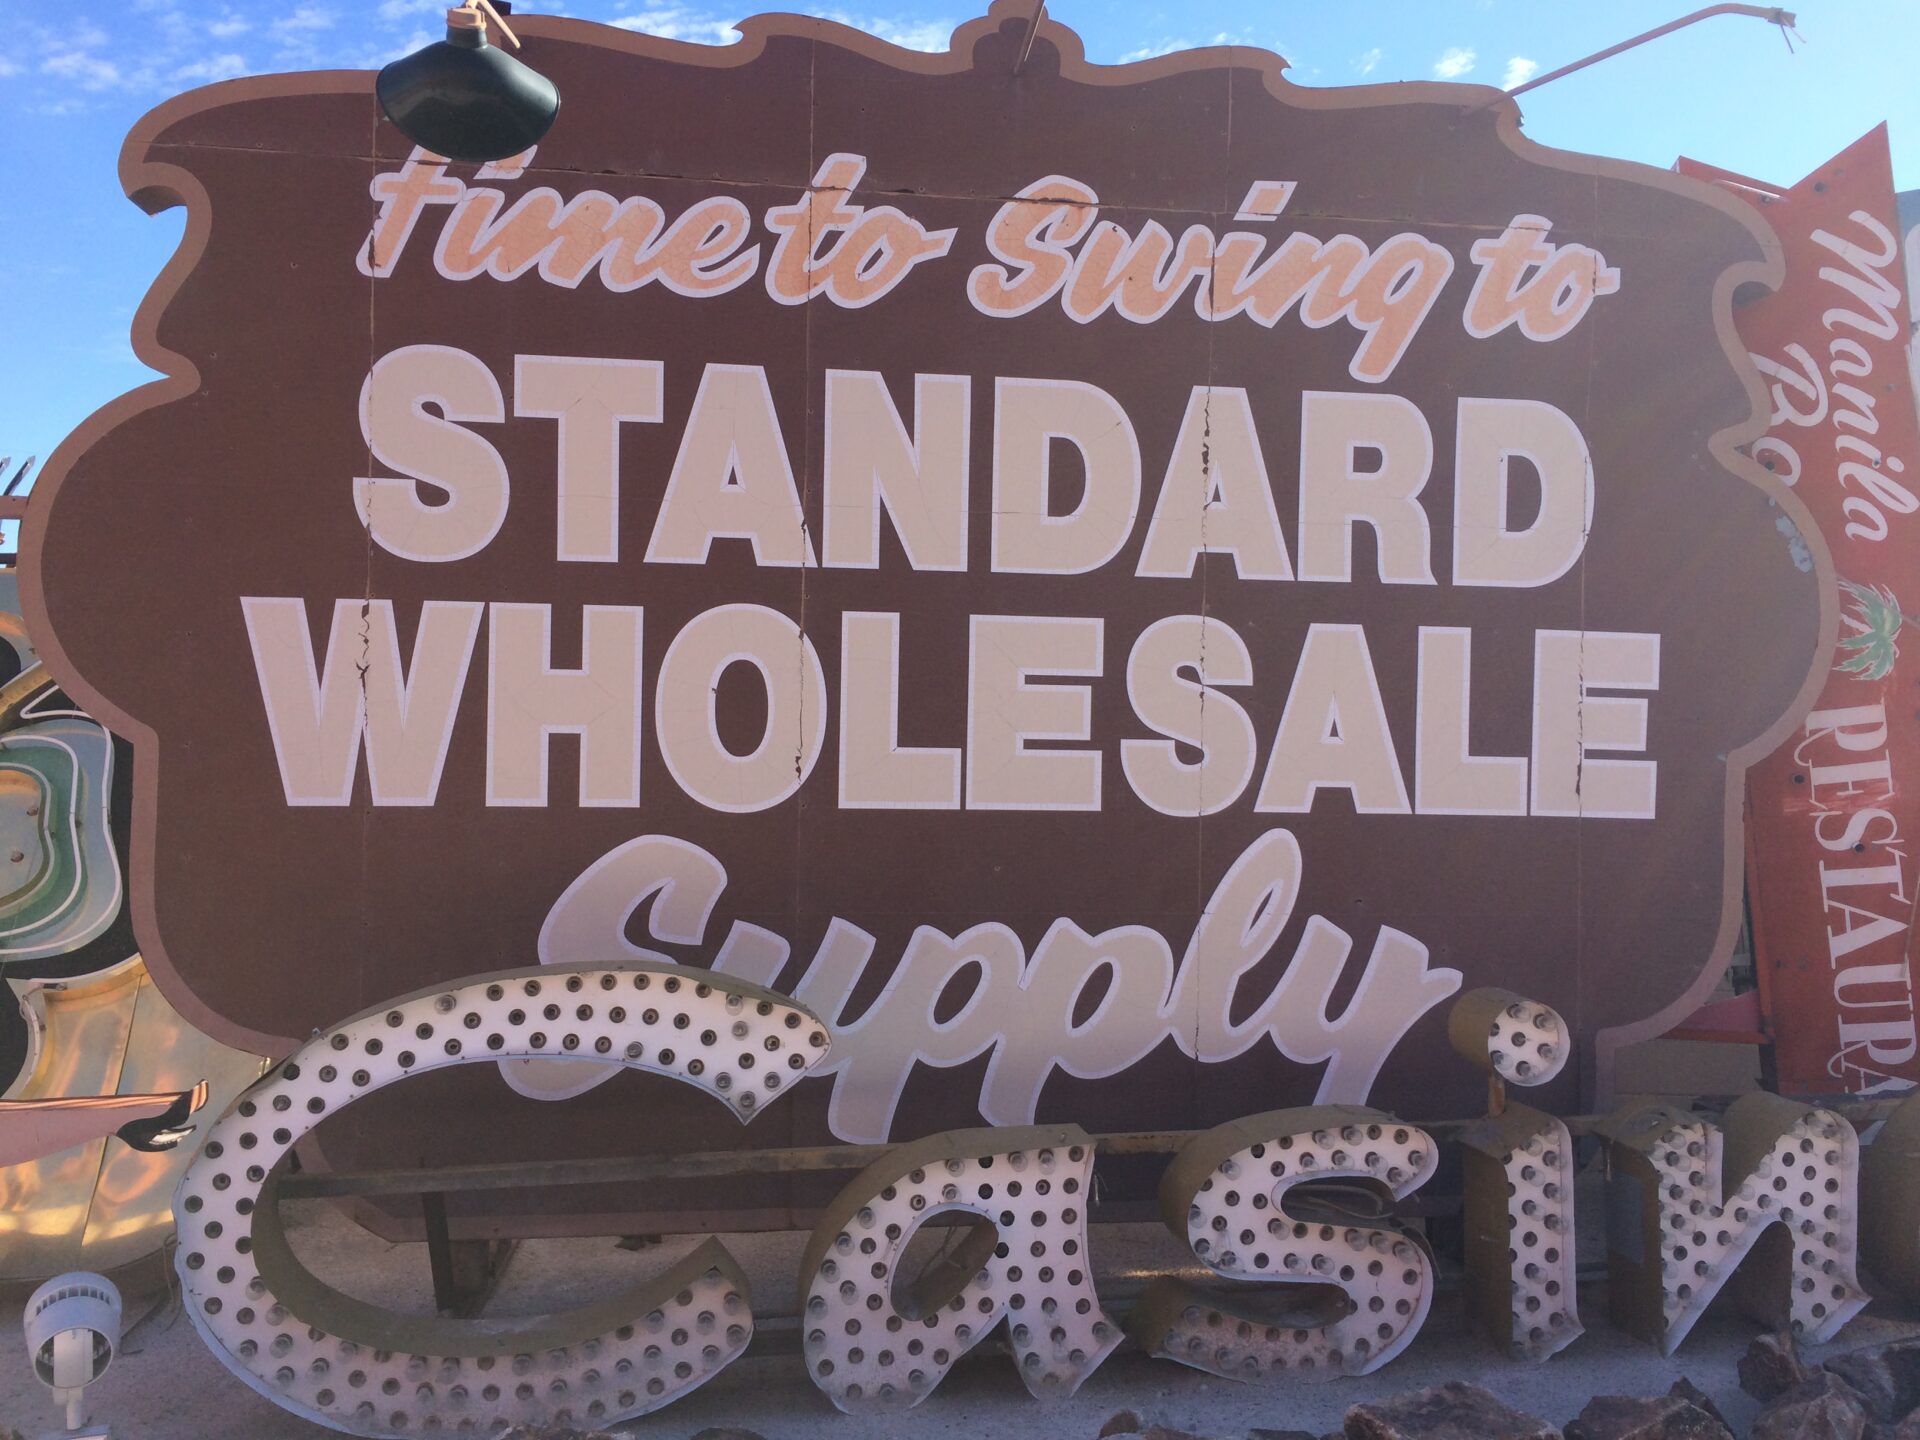 Time to Swing to
STANDARD
WHOLESALE
Supply
Casin
Manila
RESTAURA